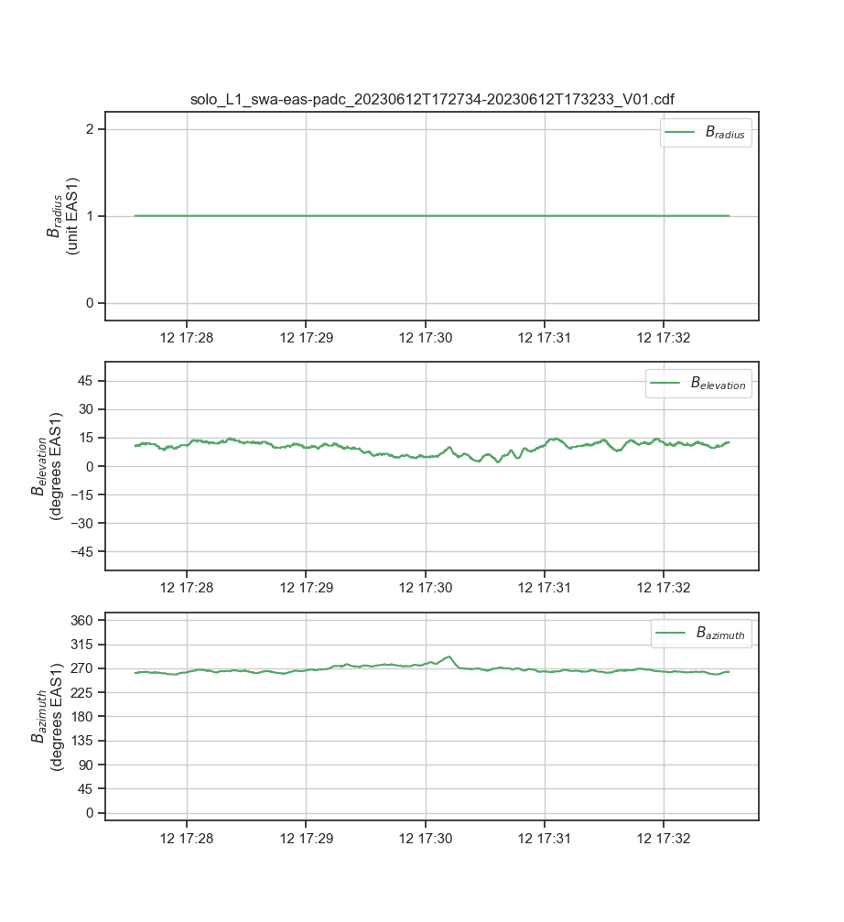 solo_L1_swa-eas-padc_20230612T172734-20230612T173233_V01.cdf
B_radius
2
1
0
B_radius
(unit EAS1)
12 17:28 12 17:29 12 17:30 12 17:31 12 17:32
B_elevation
45
30
15
0
−15
−30
−45
B_elevation
(degrees EAS1)
12 17:28 12 17:29 12 17:30 12 17:31 12 17:32
B_azimuth
360
315
270
225
180
135
90
45
0
B_azimuth
(degrees EAS1)
12 17:28 12 17:29 12 17:30 12 17:31 12 17:32